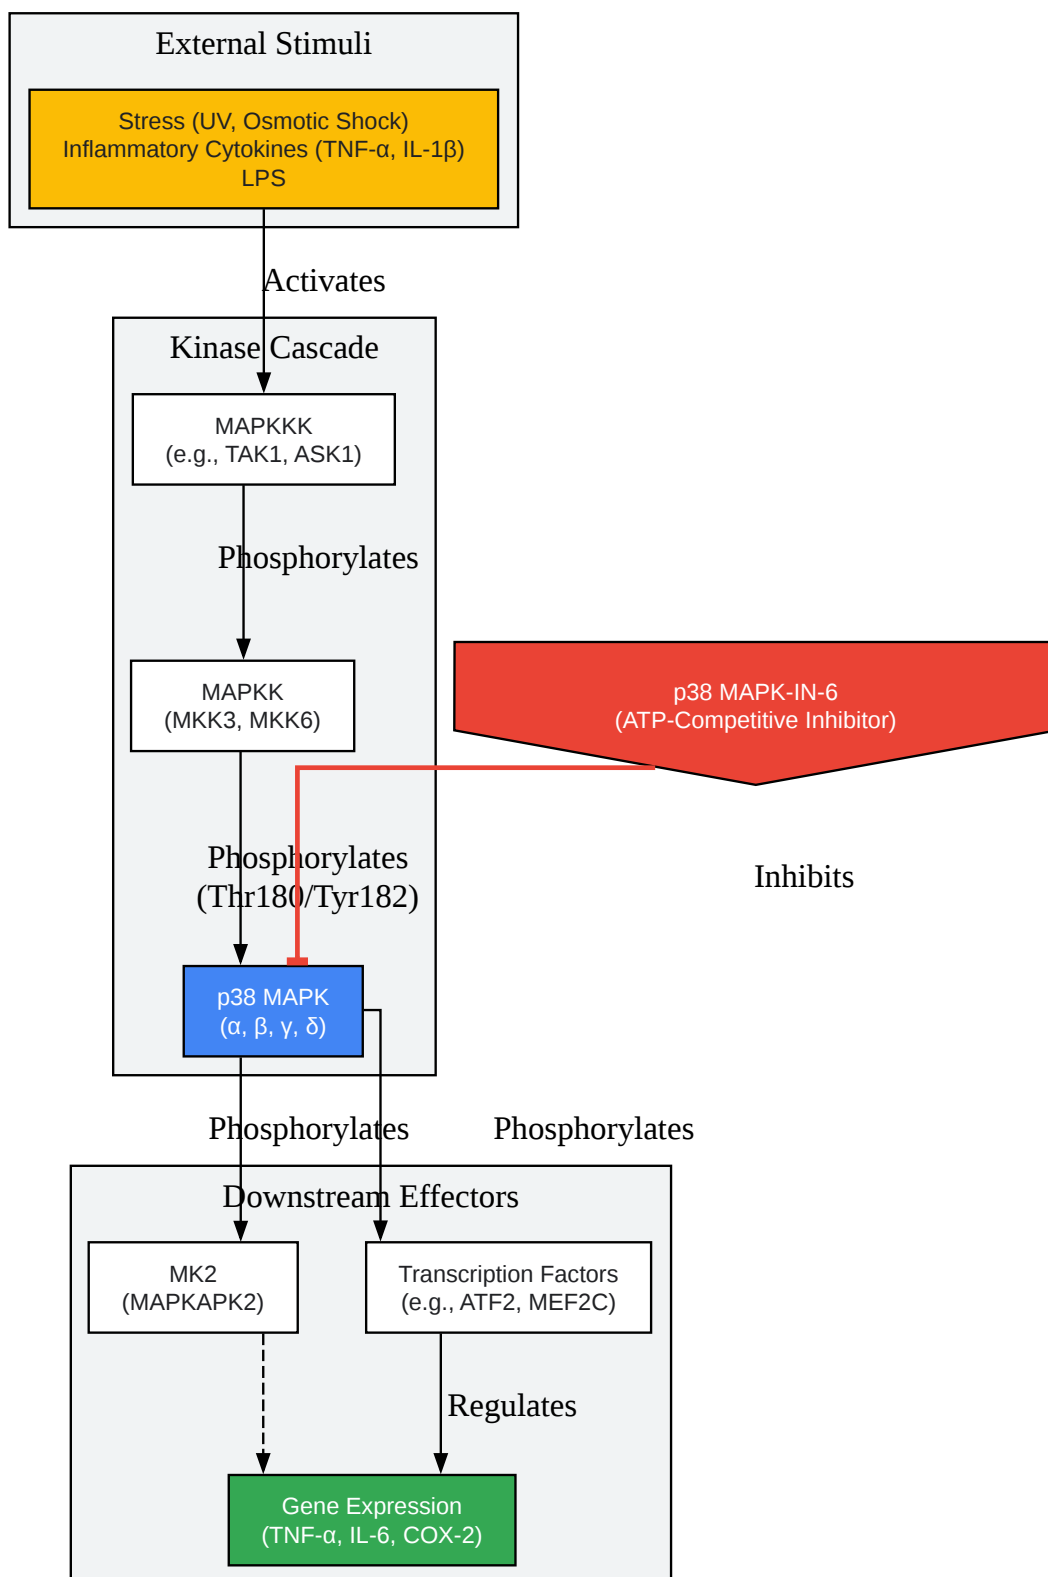 External Stimuli
Stress (UV, Osmotic Shock)
Inflammatory Cytokines (TNF-α, IL-1β)
LPS
Activates
Kinase Cascade
MAPKKK
(e.g., TAK1, ASK1)
Phosphorylates
MAPKK
(MKK3, MKK6)
p38 MAPK-IN-6
(ATP-Competitive Inhibitor)
Phosphorylates
(Thr180/Tyr182)
Inhibits
p38 MAPK
(α, β, γ, δ)
Phosphorylates
Phosphorylates
Downstream Effectors
MK2
(MAPKAPK2)
Transcription Factors
(e.g., ATF2, MEF2C)
Regulates
Gene Expression
(TNF-α, IL-6, COX-2)